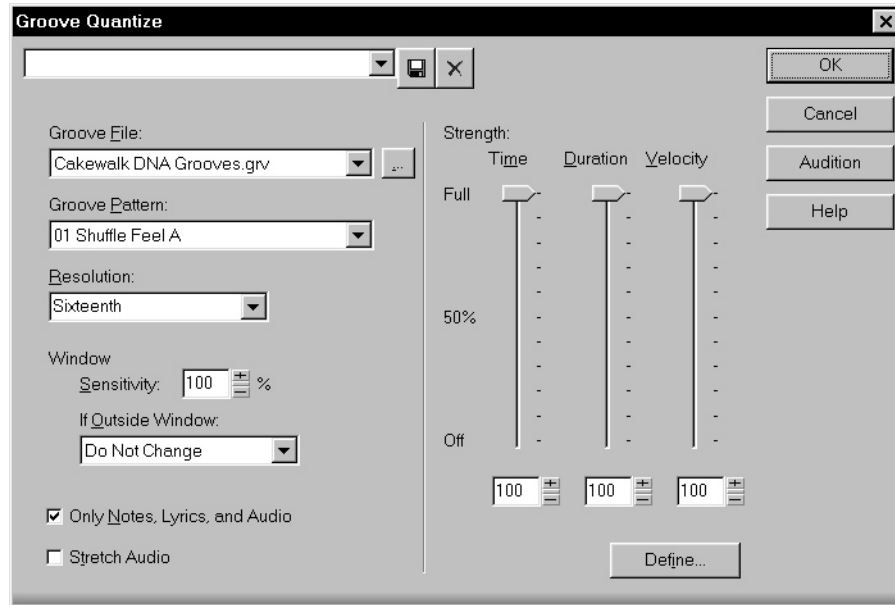 Groove Quantize
OK
Cancel
Audition
Help
Groove File:
Cakewalk DNA Grooves.grv
...
Groove Pattern:
01 Shuffle Feel A
Resolution:
Sixteenth
Window
Sensitivity: 100 %
If Outside Window:
Do Not Change
Only Notes, Lyrics, and Audio
Stretch Audio
Strength:
Time Duration Velocity
Full
50%
Off
100 100 100
Define...